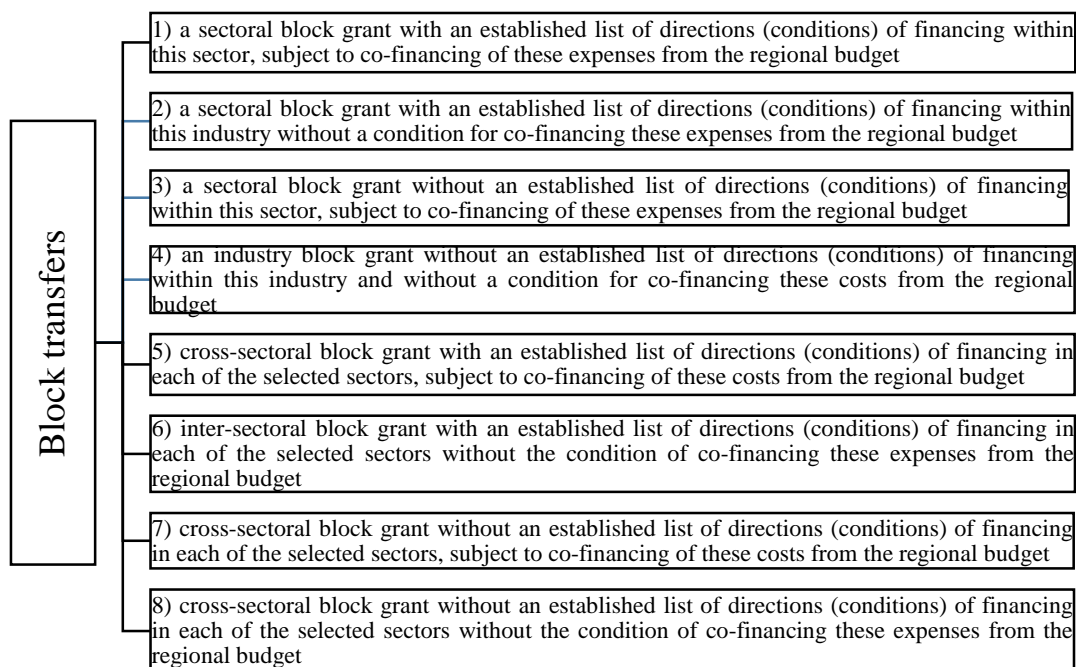 Block transfers
1) a sectoral block grant with an established list of directions (conditions) of financing within
this sector, subject to co-financing of these expenses from the regional budget
2) a sectoral block grant with an established list of directions (conditions) of financing within
this industry without a condition for co-financing these expenses from the regional budget
3) a sectoral block grant without an established list of directions (conditions) of financing
within this sector, subject to co-financing of these expenses from the regional budget
4) an industry block grant without an established list of directions (conditions) of financing
within this industry and without a condition for co-financing these costs from the regional
budget
5) cross-sectoral block grant with an established list of directions (conditions) of financing in
each of the selected sectors, subject to co-financing of these costs from the regional budget
6) inter-sectoral block grant with an established list of directions (conditions) of financing in
each of the selected sectors without the condition of co-financing these expenses from the
regional budget
7) cross-sectoral block grant without an established list of directions (conditions) of financing
in each of the selected sectors, subject to co-financing of these costs from the regional budget
8) cross-sectoral block grant without an established list of directions (conditions) of financing
in each of the selected sectors without the condition of co-financing these expenses from the
regional budget